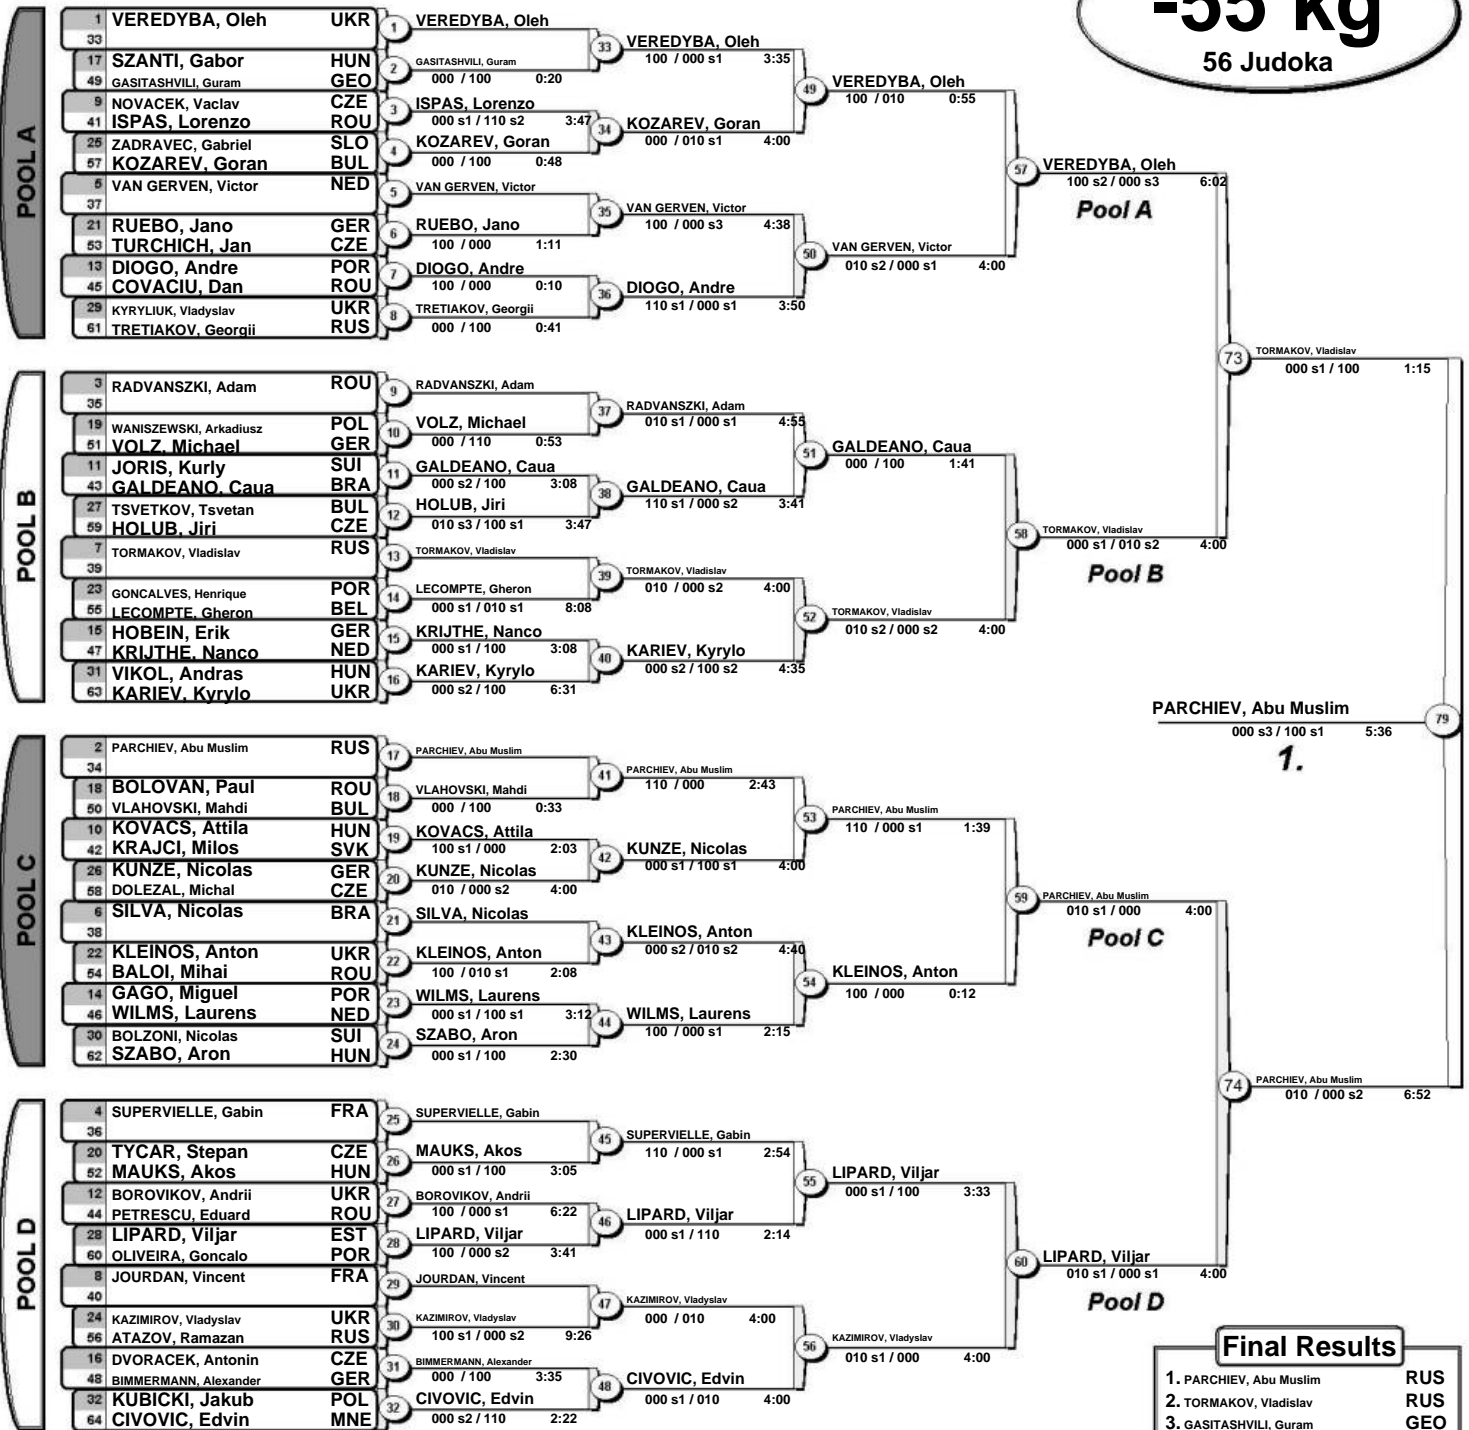 -55 kg
56 Judoka
POOL A
1 VEREDYBA, Oleh UKR
33
17 SZANTI, Gabor HUN
49 GASITASHVILI, Guram GEO
9 NOVACEK, Vaclav CZE
41 ISPAS, Lorenzo ROU
25 ZADRAVEC, Gabriel SLO
57 KOZAREV, Goran BUL
5 VAN GERVEN, Victor NED
37
21 RUEBO, Jano GER
53 TURCHICH, Jan CZE
13 DIOGO, Andre POR
45 COVACIU, Dan ROU
29 KYRYLIUK, Vladyslav UKR
61 TRETIAKOV, Georgii RUS
1 VEREDYBA, Oleh
2 GASITASHVILI, Guram
000 / 100 0:20
3 ISPAS, Lorenzo
000 s1 / 110 s2 3:47
4 KOZAREV, Goran
000 / 100 0:48
5 VAN GERVEN, Victor
6 RUEBO, Jano
100 / 000 1:11
7 DIOGO, Andre
100 / 000 0:10
8 TRETIAKOV, Georgii
000 / 100 0:41
33 VEREDYBA, Oleh
100 / 000 s1 3:35
34 KOZAREV, Goran
000 / 010 s1 4:00
35 VAN GERVEN, Victor
100 / 000 s3 4:38
36 DIOGO, Andre
110 s1 / 000 s1 3:50
49 VEREDYBA, Oleh
100 / 010 0:55
50 VAN GERVEN, Victor
010 s2 / 000 s1 4:00
57 VEREDYBA, Oleh
100 s2 / 000 s3 6:02
Pool A
POOL B
3 RADVANSZKI, Adam ROU
35
19 WANISZEWSKI, Arkadiusz POL
51 VOLZ, Michael GER
11 JORIS, Kurly SUI
43 GALDEANO, Caua BRA
27 TSVETKOV, Tsvetan BUL
59 HOLUB, Jiri CZE
7 TORMAKOV, Vladislav RUS
39
23 GONCALVES, Henrique POR
55 LECOMPTE, Gheron BEL
15 HOBEIN, Erik GER
47 KRIJTHE, Nanco NED
31 VIKOL, Andras HUN
63 KARIEV, Kyrylo UKR
9 RADVANSZKI, Adam
10 VOLZ, Michael
000 / 110 0:53
11 GALDEANO, Caua
000 s2 / 100 3:08
12 HOLUB, Jiri
010 s3 / 100 s1 3:47
13 TORMAKOV, Vladislav
14 LECOMPTE, Gheron
000 s1 / 010 s1 8:08
15 KRIJTHE, Nanco
000 s1 / 100 3:08
16 KARIEV, Kyrylo
000 s2 / 100 6:31
37 RADVANSZKI, Adam
010 s1 / 000 s1 4:55
38 GALDEANO, Caua
110 s1 / 000 s2 3:41
39 TORMAKOV, Vladislav
010 / 000 s2 4:00
40 KARIEV, Kyrylo
000 s2 / 100 s2 4:35
51 GALDEANO, Caua
000 / 100 1:41
52 TORMAKOV, Vladislav
010 s2 / 000 s2 4:00
58 TORMAKOV, Vladislav
000 s1 / 010 s2 4:00
Pool B
73 TORMAKOV, Vladislav
000 s1 / 100 1:15
PARCHIEV, Abu Muslim 79
000 s3 / 100 s1 5:36
1.
POOL C
2 PARCHIEV, Abu Muslim RUS
34
18 BOLOVAN, Paul ROU
50 VLAHOVSKI, Mahdi BUL
10 KOVACS, Attila HUN
42 KRAJCI, Milos SVK
26 KUNZE, Nicolas GER
58 DOLEZAL, Michal CZE
6 SILVA, Nicolas BRA
38
22 KLEINOS, Anton UKR
54 BALOI, Mihai ROU
14 GAGO, Miguel POR
46 WILMS, Laurens NED
30 BOLZONI, Nicolas SUI
62 SZABO, Aron HUN
17 PARCHIEV, Abu Muslim
18 VLAHOVSKI, Mahdi
000 / 100 0:33
19 KOVACS, Attila
100 s1 / 000 2:03
20 KUNZE, Nicolas
010 / 000 s2 4:00
21 SILVA, Nicolas
22 KLEINOS, Anton
100 / 010 s1 2:08
23 WILMS, Laurens
000 s1 / 100 s1 3:12
24 SZABO, Aron
000 s1 / 100 2:30
41 PARCHIEV, Abu Muslim
110 / 000 2:43
42 KUNZE, Nicolas
000 s1 / 100 s1 4:00
43 KLEINOS, Anton
000 s2 / 010 s2 4:40
44 WILMS, Laurens
100 / 000 s1 2:15
53 PARCHIEV, Abu Muslim
110 / 000 s1 1:39
54 KLEINOS, Anton
100 / 000 0:12
59 PARCHIEV, Abu Muslim
010 s1 / 000 4:00
Pool C
74 PARCHIEV, Abu Muslim
010 / 000 s2 6:52
POOL D
4 SUPERVIELLE, Gabin FRA
36
20 TYCAR, Stepan CZE
52 MAUKS, Akos HUN
12 BOROVIKOV, Andrii UKR
44 PETRESCU, Eduard ROU
28 LIPARD, Viljar EST
60 OLIVEIRA, Goncalo POR
8 JOURDAN, Vincent FRA
40
24 KAZIMIROV, Vladyslav UKR
56 ATAZOV, Ramazan RUS
16 DVORACEK, Antonin CZE
48 BIMMERMANN, Alexander GER
32 KUBICKI, Jakub POL
64 CIVOVIC, Edvin MNE
25 SUPERVIELLE, Gabin
26 MAUKS, Akos
000 s1 / 100 3:05
27 BOROVIKOV, Andrii
100 / 000 s1 6:22
28 LIPARD, Viljar
100 / 000 s2 3:41
29 JOURDAN, Vincent
30 KAZIMIROV, Vladyslav
100 s1 / 000 s2 9:26
31 BIMMERMANN, Alexander
000 / 100 3:35
32 CIVOVIC, Edvin
000 s2 / 110 2:22
45 SUPERVIELLE, Gabin
110 / 000 s1 2:54
46 LIPARD, Viljar
000 s1 / 110 2:14
47 KAZIMIROV, Vladyslav
000 / 010 4:00
48 CIVOVIC, Edvin
000 s1 / 010 4:00
55 LIPARD, Viljar
000 s1 / 100 3:33
56 KAZIMIROV, Vladyslav
010 s1 / 000 4:00
60 LIPARD, Viljar
010 s1 / 000 s1 4:00
Pool D
Final Results
1. PARCHIEV, Abu Muslim RUS
2. TORMAKOV, Vladislav RUS
3. GASITASHVILI, Guram GEO